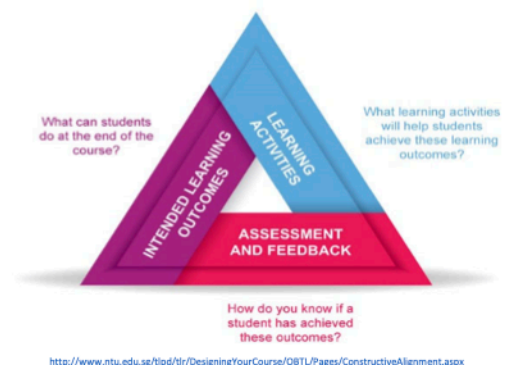 What can students
do at the end of the
course?
INTENDED LEARNING
OUTCOMES
LEARNING
ACTIVITIES
What learning activities
will help students
achieve these learning
outcomes?
ASSESSMENT
AND FEEDBACK
How do you know if a
student has achieved
these outcomes?
http://www.ntu.edu.sg/tlpd/tlr/DesigningYourCourse/OBTL/Pages/ConstructiveAlignment.aspx